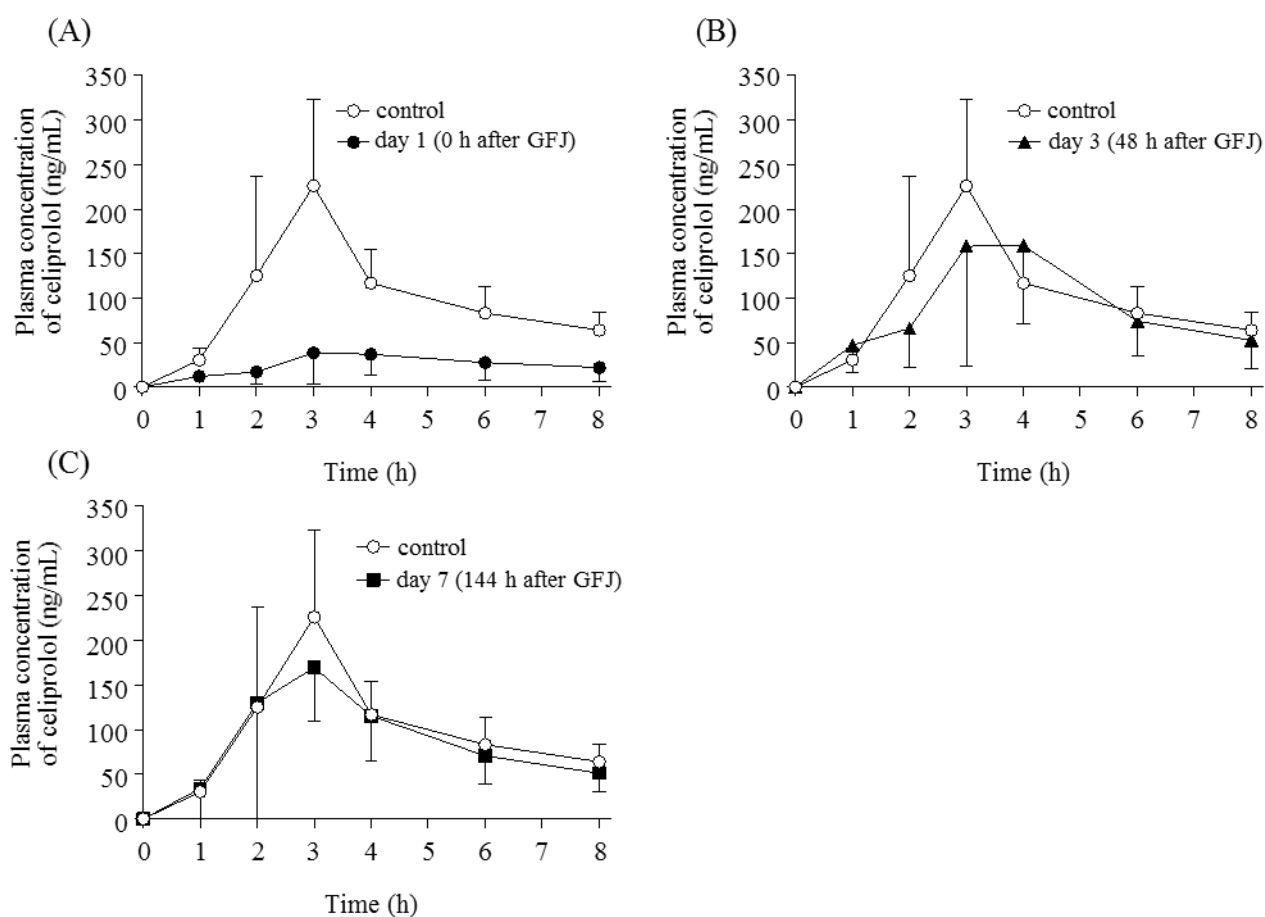 (A)
Plasma concentration
of celiprolol (ng/mL)
350
300
250
200
150
100
50
0
control
day 1 (0 h after GFJ)
0 1 2 3 4 5 6 7 8
Time (h)
(B)
Plasma concentration
of celiprolol (ng/mL)
350
300
250
200
150
100
50
0
control
day 3 (48 h after GFJ)
0 1 2 3 4 5 6 7 8
Time (h)
(C)
Plasma concentration
of celiprolol (ng/mL)
350
300
250
200
150
100
50
0
control
day 7 (144 h after GFJ)
0 1 2 3 4 5 6 7 8
Time (h)